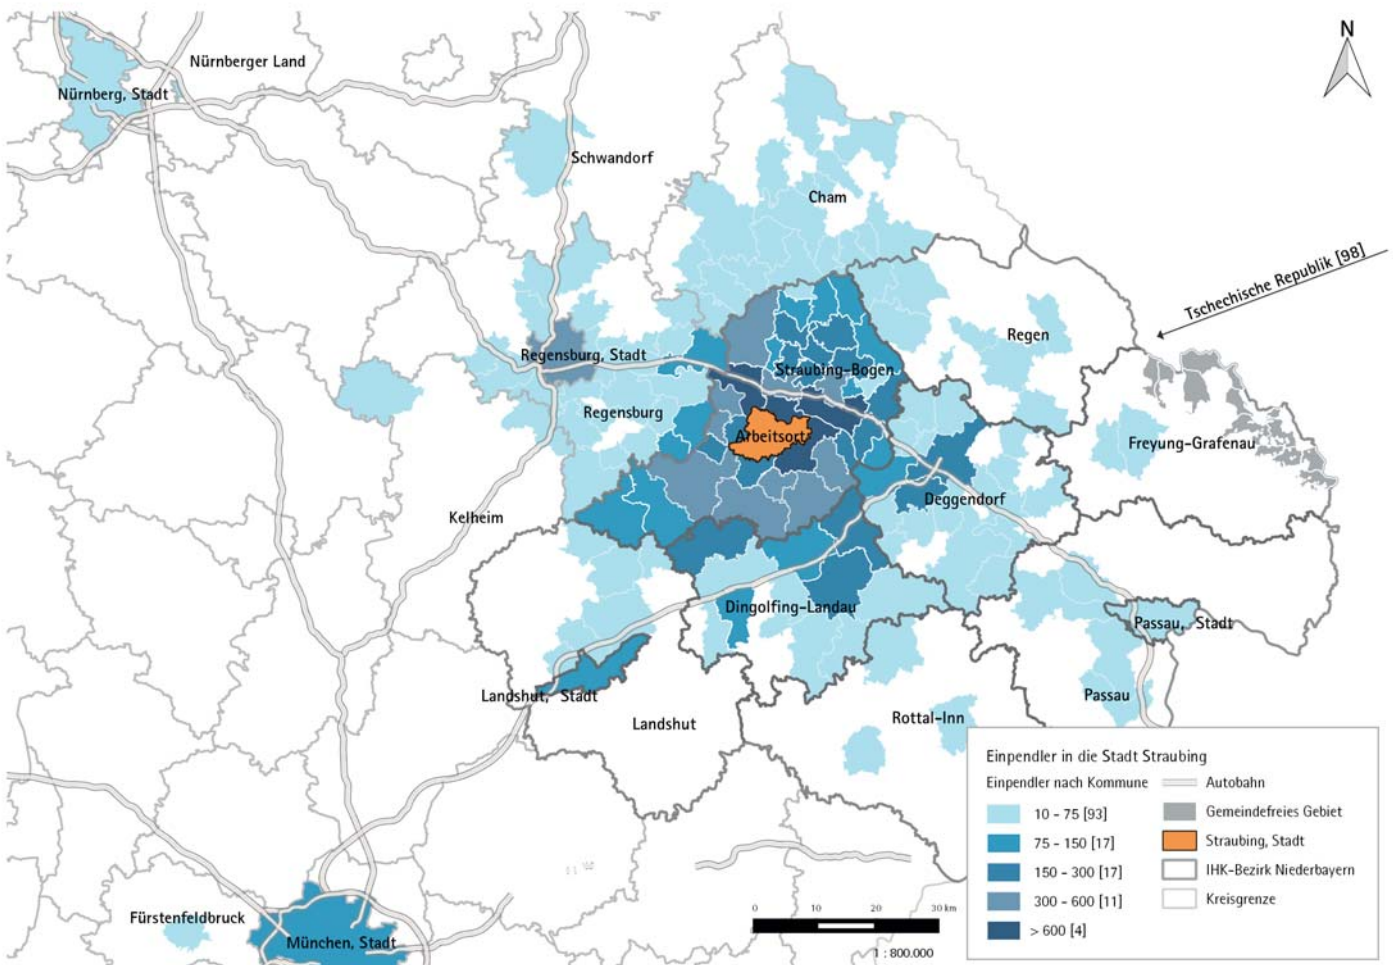 N
Nürnberger Land
Nürnberg, Stadt
Schwandorf
Cham
Tschechische Republik [98]
Regen
Regensburg, Stadt
Straubing-Bogen
Regensburg
Arbeitsort
Freyung-Grafenau
Deggendorf
Kelheim
Dingolfing-Landau
Passau, Stadt
Landshut, Stadt
Passau
Landshut
Rottal-Inn
Fürstenfeldbruck
München, Stadt
Einpendler in die Stadt Straubing
Einpendler nach Kommune
10 - 75 [93]
75 - 150 [17]
150 - 300 [17]
300 - 600 [11]
> 600 [4]
Autobahn
Gemeindefreies Gebiet
Straubing, Stadt
IHK-Bezirk Niederbayern
Kreisgrenze
0 10 20 30 km
1 : 800.000